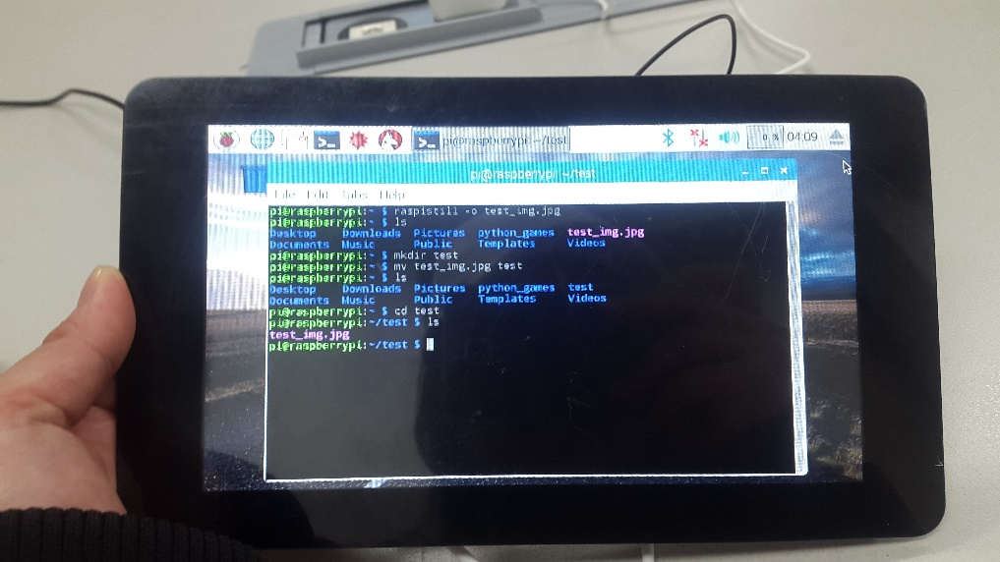 pi@raspberrypi: ~/test
0 %
04:09
pi@raspberrypi: ~/test
File Edit Tabs Help
pi@raspberrypi:~ $ raspistill -o test_img.jpg
pi@raspberrypi:~ $ ls
Desktop Downloads Pictures python_games test_img.jpg
Documents Music Public Templates Videos
pi@raspberrypi:~ $ mkdir test
pi@raspberrypi:~ $ mv test_img.jpg test
pi@raspberrypi:~ $ ls
Desktop Downloads Pictures python_games test
Documents Music Public Templates Videos
pi@raspberrypi:~ $ cd test
pi@raspberrypi:~/test $ ls
test_img.jpg
pi@raspberrypi:~/test $